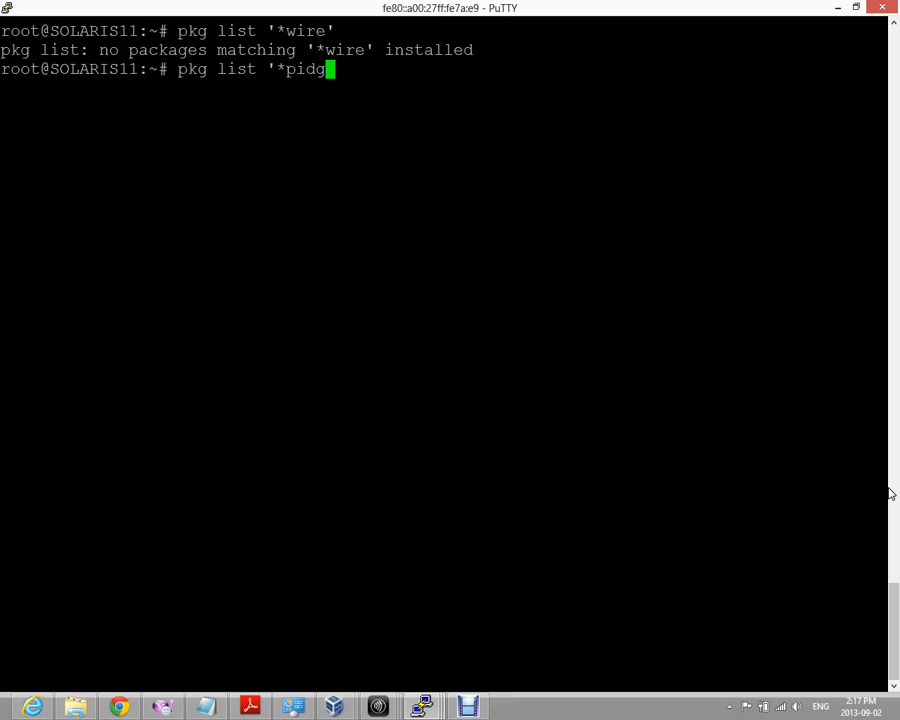 fe80::a00:27ff:fe7a:e9 - PuTTY
root@SOLARIS11:~# pkg list '*wire'
pkg list: no packages matching '*wire' installed
root@SOLARIS11:~# pkg list '*pidg
ENG
2:17 PM
2013-09-02